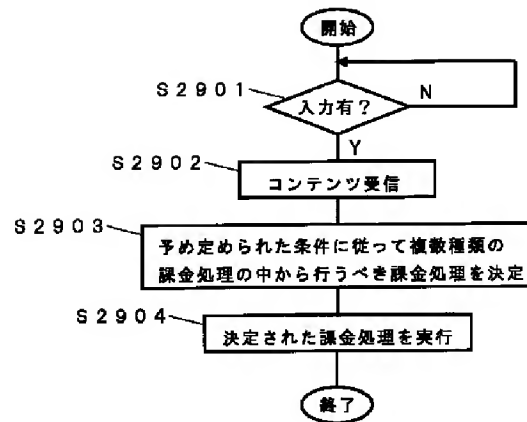 開始
S2901
入力有?
N
Y
S2902
コンテンツ受信
S2903
予め定められた条件に従って複数種類の
課金処理の中から行うべき課金処理を決定
S2904
決定された課金処理を実行
終了